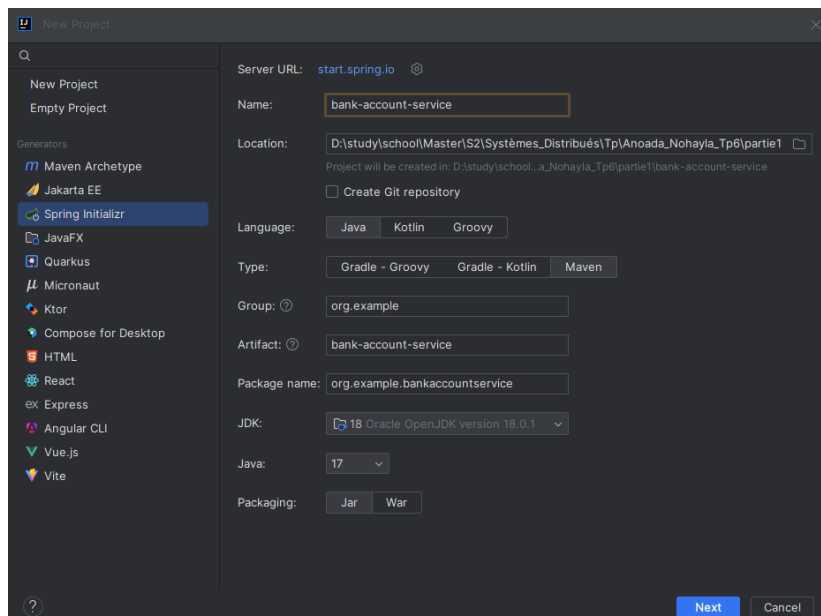 New Project
New Project
Empty Project
Generators
Maven Archetype
Jakarta EE
Spring Initializr
JavaFX
Quarkus
Micronaut
Ktor
Compose for Desktop
HTML
React
Express
Angular CLI
Vue.js
Vite
Server URL: start.spring.io
Name: bank-account-service
Location: D:\study\school\Master\S2\Systèmes_Distribués\Tp\Anoada_Nohayla_Tp6\partie1
Project will be created in: D:\study\school...a_Nohayla_Tp6\partie1\bank-account-service
Create Git repository
Language: Java Kotlin Groovy
Type: Gradle - Groovy Gradle - Kotlin Maven
Group: ? org.example
Artifact: ? bank-account-service
Package name: org.example.bankaccountservice
JDK: 18 Oracle OpenJDK version 18.0.1
Java: 17
Packaging: Jar War
? Next Cancel